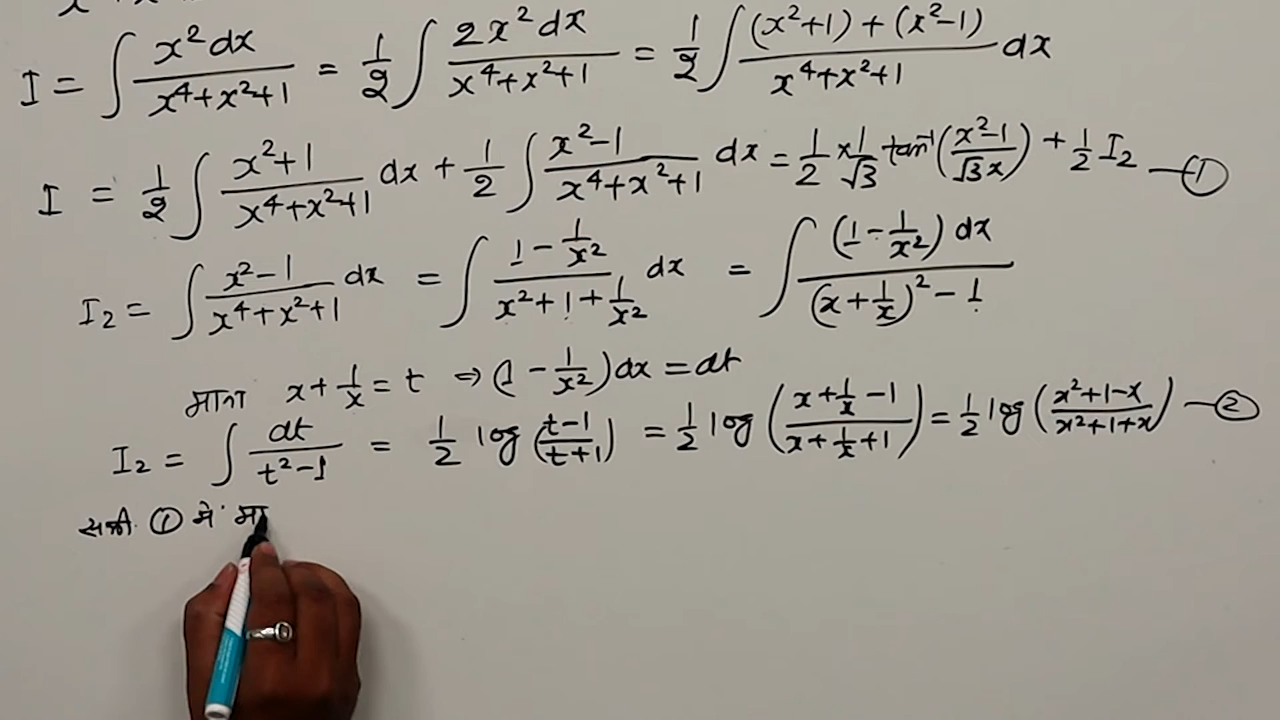 I = ∫ x² dx / (x⁴+x²+1) = 1/2 ∫ 2x² dx / (x⁴+x²+1) = 1/2 ∫ ((x²+1) + (x²-1)) / (x⁴+x²+1) dx
I = 1/2 ∫ (x²+1) / (x⁴+x²+1) dx + 1/2 ∫ (x²-1) / (x⁴+x²+1) dx = 1/2 × 1/√3 tan⁻¹((x²-1)/(√3x)) + 1/2 I₂ — ①
I₂ = ∫ (x²-1) / (x⁴+x²+1) dx = ∫ (1 - 1/x²) / (x²+1+1/x²) dx = ∫ (1 - 1/x²) dx / ((x+1/x)² - 1)
माना x + 1/x = t ⇒ (1 - 1/x²) dx = dt
I₂ = ∫ dt / (t²-1) = 1/2 log((t-1)/(t+1)) = 1/2 log((x+1/x-1)/(x+1/x+1)) = 1/2 log((x²+1-x)/(x²+1+x)) — ②
समी. ① में मा